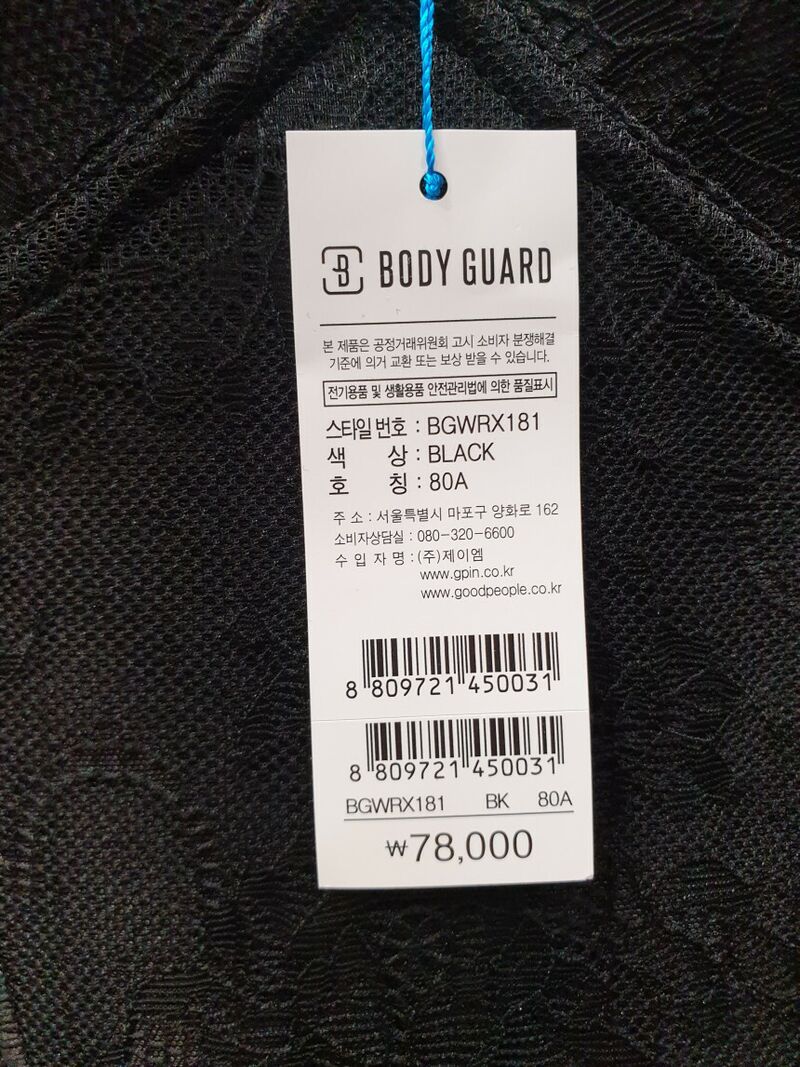 B BODY GUARD
본 제품은 공정거래위원회 고시 소비자 분쟁해결
기준에 의거 교환 또는 보상 받을 수 있습니다.
전기용품 및 생활용품 안전관리법에 의한 품질표시
스타일 번호 : BGWRX181
색 상 : BLACK
호 칭 : 80A
주 소 : 서울특별시 마포구 양화로 162
소비자상담실 : 080-320-6600
수 입 자 명 : (주)제이엠
www.gpin.co.kr
www.goodpeople.co.kr
8 809721 450031
8 809721 450031
BGWRX181 BK 80A
₩78,000